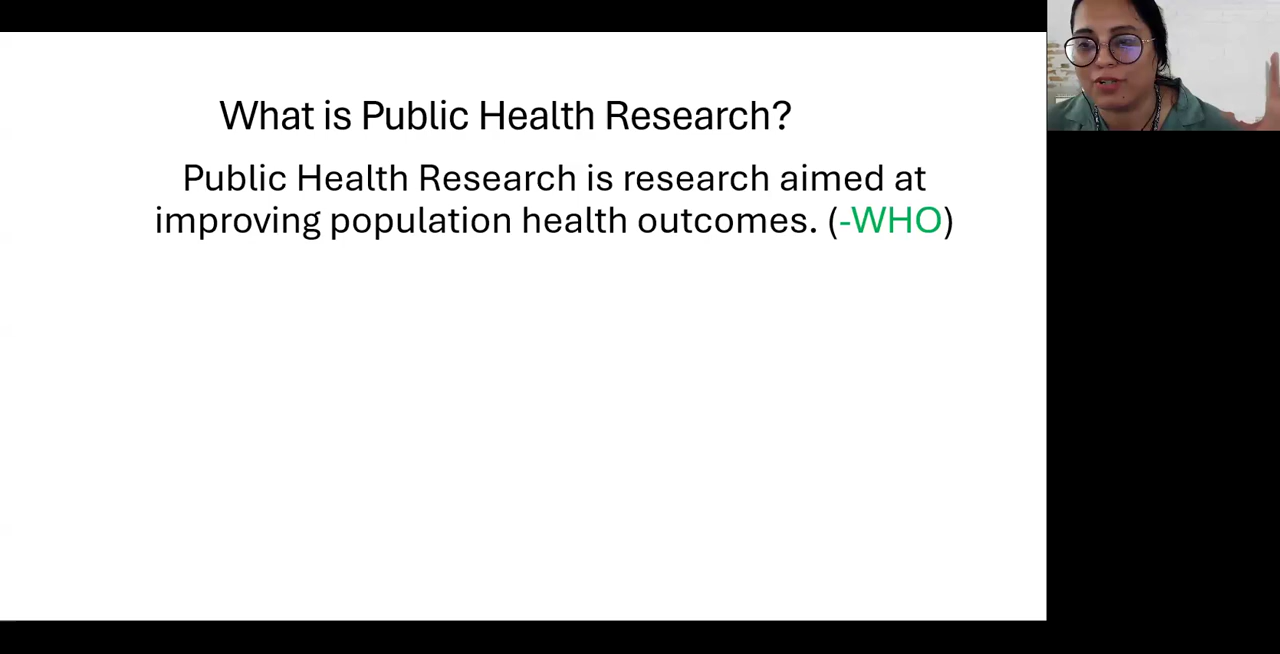 What is Public Health Research?
Public Health Research is research aimed at
improving population health outcomes. (-WHO)